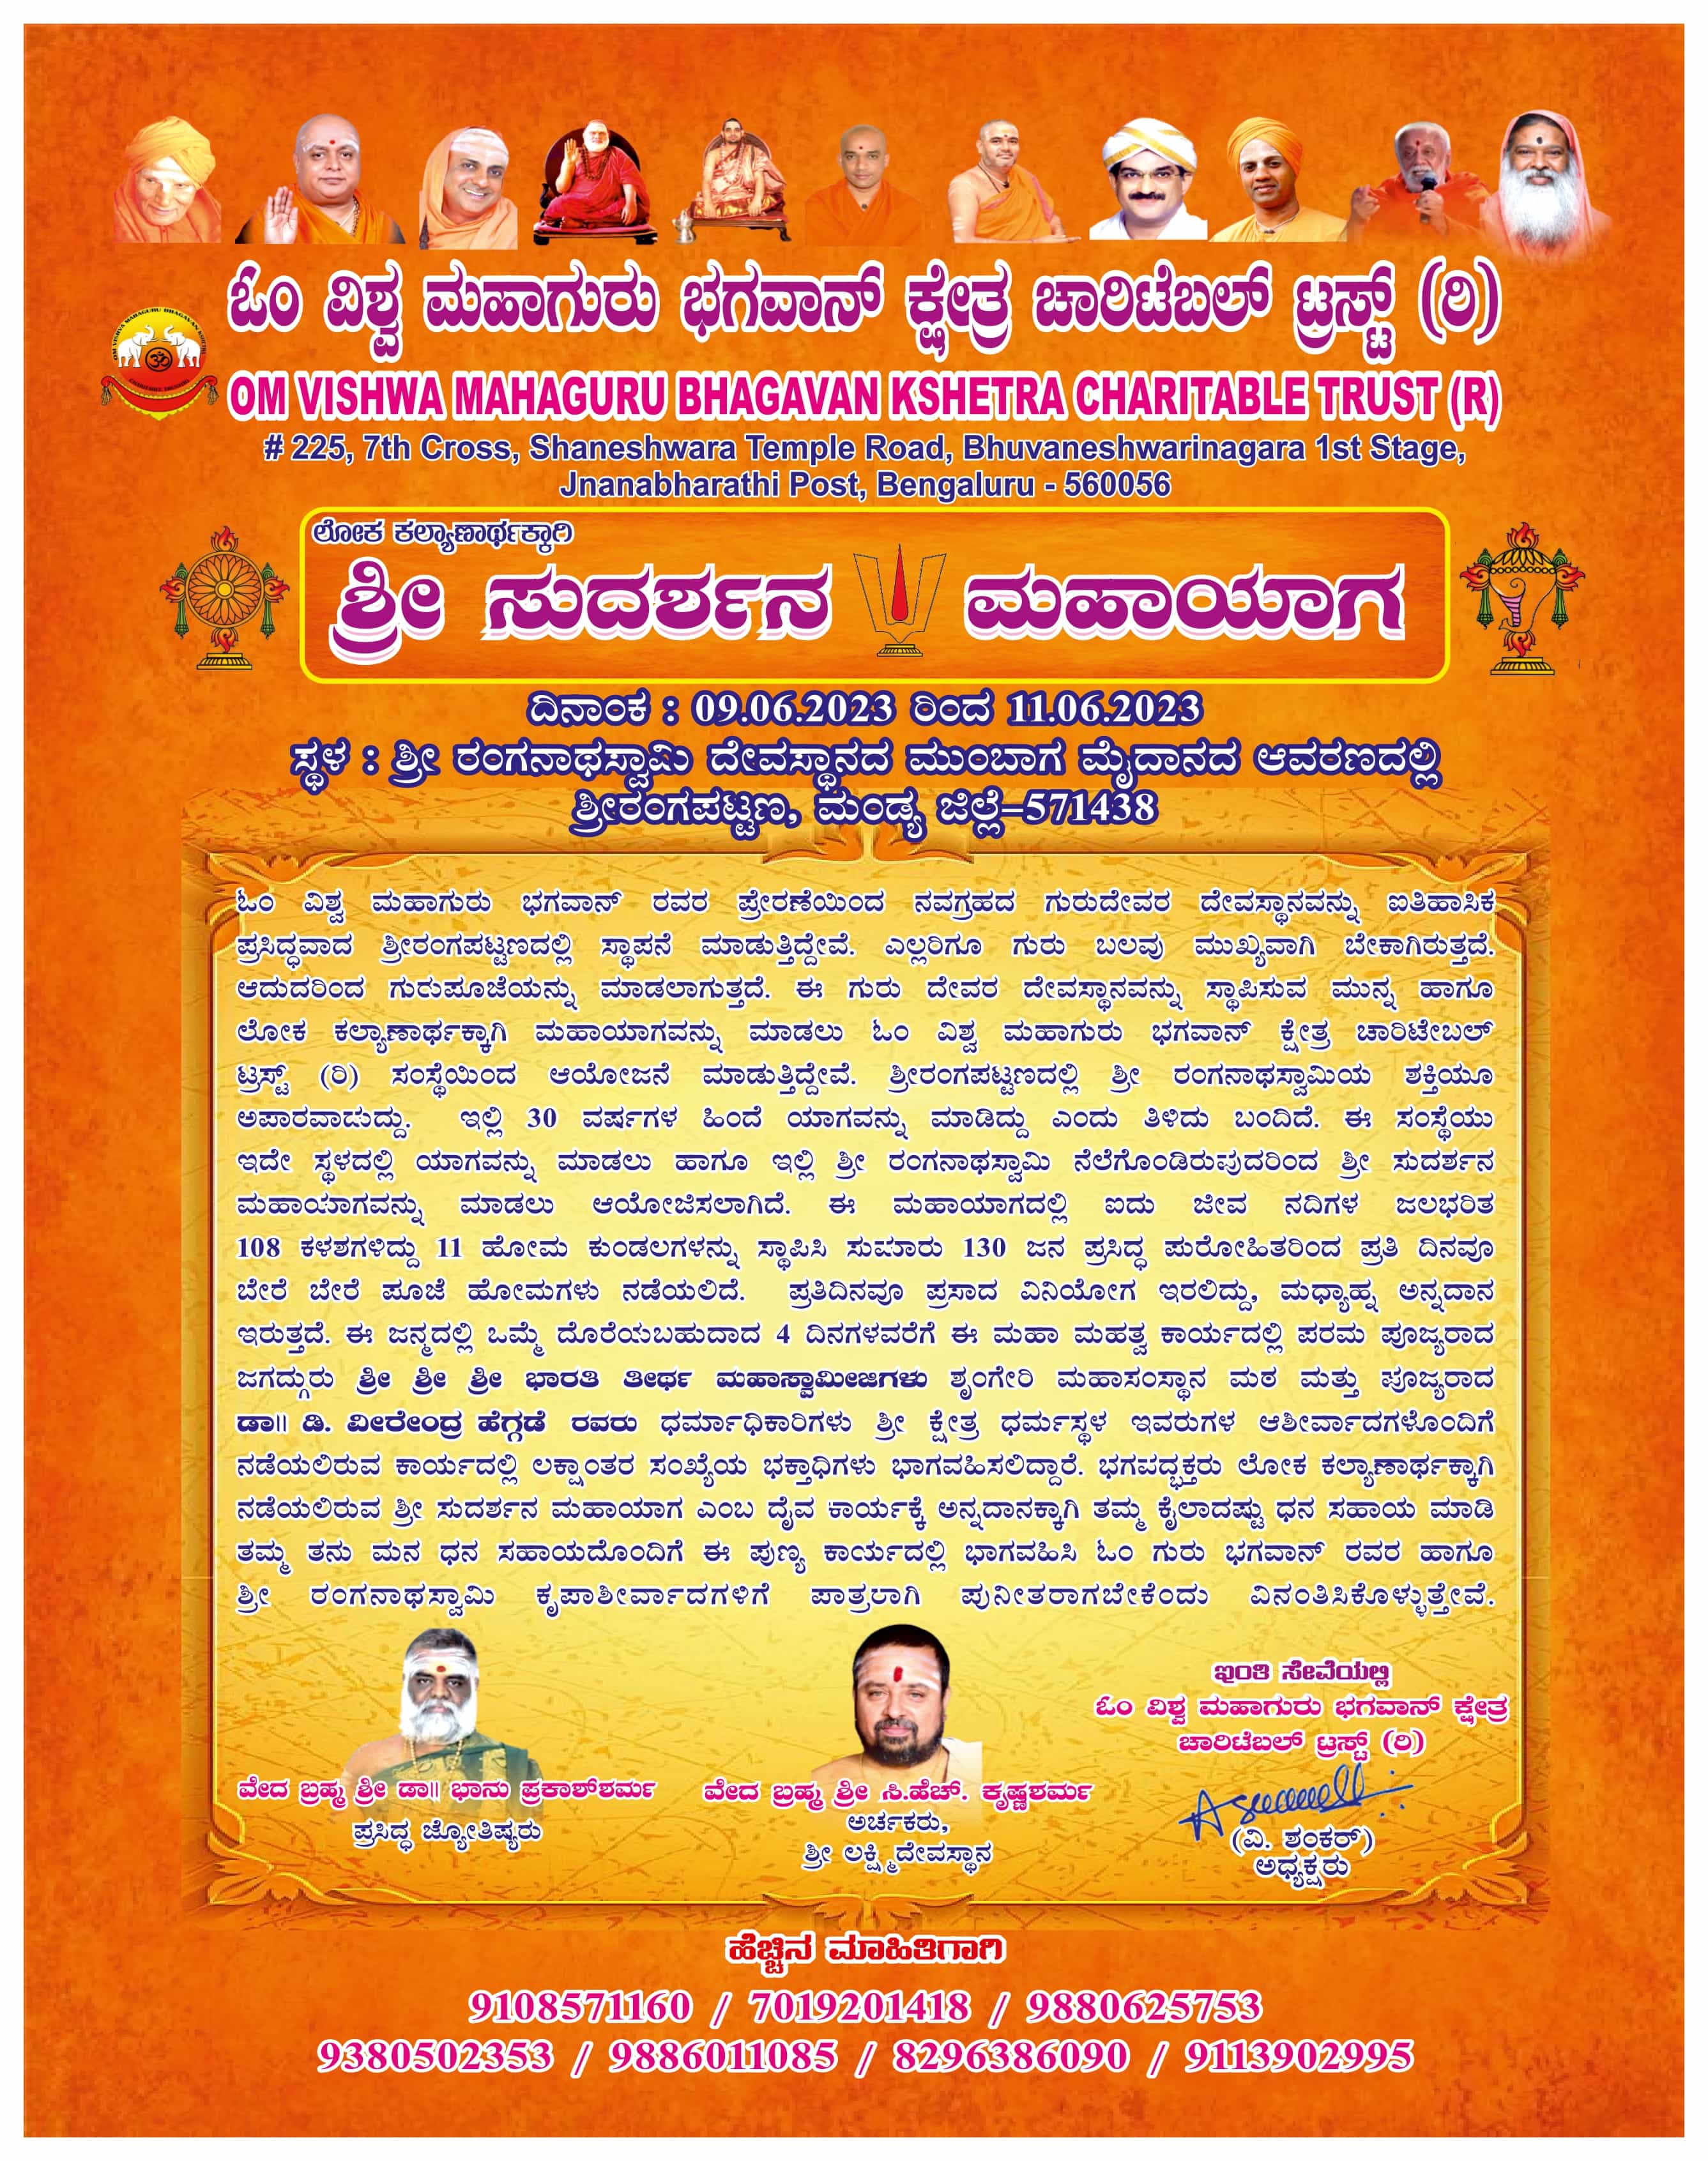 ಓಂ ವಿಶ್ವ ಮಹಾಗುರು ಭಗವಾನ್ ಕ್ಷೇತ್ರ ಚಾರಿಟೆಬಲ್ ಟ್ರಸ್ಟ್ (ರಿ)
OM VISHWA MAHAGURU BHAGAVAN KSHETRA CHARITABLE TRUST (R)
# 225, 7th Cross, Shaneshwara Temple Road, Bhuvaneshwarinagara 1st Stage,
Jnanabharathi Post, Bengaluru - 560056
ಲೋಕ ಕಲ್ಯಾಣಾರ್ಥಕ್ಕಾಗಿ
ಶ್ರೀ ಸುದರ್ಶನ ಮಹಾಯಾಗ
ದಿನಾಂಕ : 09.06.2023 ರಿಂದ 11.06.2023
ಸ್ಥಳ : ಶ್ರೀ ರಂಗನಾಥಸ್ವಾಮಿ ದೇವಸ್ಥಾನದ ಮುಂಬಾಗ ಮೈದಾನದ ಆವರಣದಲ್ಲಿ
ಶ್ರೀರಂಗಪಟ್ಟಣ, ಮಂಡ್ಯ ಜಿಲ್ಲೆ–571438
ಓಂ ವಿಶ್ವ ಮಹಾಗುರು ಭಗವಾನ್ ರವರ ಪ್ರೇರಣೆಯಿಂದ ನವಗ್ರಹದ ಗುರುದೇವರ ದೇವಸ್ಥಾನವನ್ನು ಐತಿಹಾಸಿಕ
ಪ್ರಸಿದ್ಧವಾದ ಶ್ರೀರಂಗಪಟ್ಟಣದಲ್ಲಿ ಸ್ಥಾಪನೆ ಮಾಡುತ್ತಿದ್ದೇವೆ. ಎಲ್ಲರಿಗೂ ಗುರು ಬಲವು ಮುಖ್ಯವಾಗಿ ಬೇಕಾಗಿರುತ್ತದೆ.
ಆದುದರಿಂದ ಗುರುಪೂಜೆಯನ್ನು ಮಾಡಲಾಗುತ್ತದೆ. ಈ ಗುರು ದೇವರ ದೇವಸ್ಥಾನವನ್ನು ಸ್ಥಾಪಿಸುವ ಮುನ್ನ ಹಾಗೂ
ಲೋಕ ಕಲ್ಯಾಣಾರ್ಥಕ್ಕಾಗಿ ಮಹಾಯಾಗವನ್ನು ಮಾಡಲು ಓಂ ವಿಶ್ವ ಮಹಾಗುರು ಭಗವಾನ್ ಕ್ಷೇತ್ರ ಚಾರಿಟೇಬಲ್
ಟ್ರಸ್ಟ್ (ರಿ) ಸಂಸ್ಥೆಯಿಂದ ಆಯೋಜನೆ ಮಾಡುತ್ತಿದ್ದೇವೆ. ಶ್ರೀರಂಗಪಟ್ಟಣದಲ್ಲಿ ಶ್ರೀ ರಂಗನಾಥಸ್ವಾಮಿಯ ಶಕ್ತಿಯೂ
ಅಪಾರವಾದುದ್ದು. ಇಲ್ಲಿ 30 ವರ್ಷಗಳ ಹಿಂದೆ ಯಾಗವನ್ನು ಮಾಡಿದ್ದು ಎಂದು ತಿಳಿದು ಬಂದಿದೆ. ಈ ಸಂಸ್ಥೆಯು
ಇದೇ ಸ್ಥಳದಲ್ಲಿ ಯಾಗವನ್ನು ಮಾಡಲು ಹಾಗೂ ಇಲ್ಲಿ ಶ್ರೀ ರಂಗನಾಥಸ್ವಾಮಿ ನೆಲೆಗೊಂಡಿರುವುದರಿಂದ ಶ್ರೀ ಸುದರ್ಶನ
ಮಹಾಯಾಗವನ್ನು ಮಾಡಲು ಆಯೋಜಿಸಲಾಗಿದೆ. ಈ ಮಹಾಯಾಗದಲ್ಲಿ ಐದು ಜೀವ ನದಿಗಳ ಜಲಭರಿತ
108 ಕಳಶಗಳಿದ್ದು 11 ಹೋಮ ಕುಂಡಲಗಳನ್ನು ಸ್ಥಾಪಿಸಿ ಸುಮಾರು 130 ಜನ ಪ್ರಸಿದ್ಧ ಪುರೋಹಿತರಿಂದ ಪ್ರತಿ ದಿನವೂ
ಬೇರೆ ಬೇರೆ ಪೂಜೆ ಹೋಮಗಳು ನಡೆಯಲಿದೆ. ಪ್ರತಿದಿನವೂ ಪ್ರಸಾದ ವಿನಿಯೋಗ ಇರಲಿದ್ದು, ಮಧ್ಯಾಹ್ನ ಅನ್ನದಾನ
ಇರುತ್ತದೆ. ಈ ಜನ್ಮದಲ್ಲಿ ಒಮ್ಮೆ ದೊರೆಯಬಹುದಾದ 4 ದಿನಗಳವರೆಗೆ ಈ ಮಹಾ ಮಹತ್ವ ಕಾರ್ಯದಲ್ಲಿ ಪರಮ ಪೂಜ್ಯರಾದ
ಜಗದ್ಗುರು ಶ್ರೀ ಶ್ರೀ ಶ್ರೀ ಭಾರತಿ ತೀರ್ಥ ಮಹಾಸ್ವಾಮೀಜಿಗಳು ಶೃಂಗೇರಿ ಮಹಾಸಂಸ್ಥಾನ ಮಠ ಮತ್ತು ಪೂಜ್ಯರಾದ
ಡಾ॥ ಡಿ. ವೀರೇಂದ್ರ ಹೆಗ್ಗಡೆ ರವರು ಧರ್ಮಾಧಿಕಾರಿಗಳು ಶ್ರೀ ಕ್ಷೇತ್ರ ಧರ್ಮಸ್ಥಳ ಇವರುಗಳ ಆಶೀರ್ವಾದಗಳೊಂದಿಗೆ
ನಡೆಯಲಿರುವ ಕಾರ್ಯದಲ್ಲಿ ಲಕ್ಷಾಂತರ ಸಂಖ್ಯೆಯ ಭಕ್ತಾಧಿಗಳು ಭಾಗವಹಿಸಲಿದ್ದಾರೆ. ಭಗವದ್ಭಕ್ತರು ಲೋಕ ಕಲ್ಯಾಣಾರ್ಥಕ್ಕಾಗಿ
ನಡೆಯಲಿರುವ ಶ್ರೀ ಸುದರ್ಶನ ಮಹಾಯಾಗ ಎಂಬ ದೈವ ಕಾರ್ಯಕ್ಕೆ ಅನ್ನದಾನಕ್ಕಾಗಿ ತಮ್ಮ ಕೈಲಾದಷ್ಟು ಧನ ಸಹಾಯ ಮಾಡಿ
ತಮ್ಮ ತನು ಮನ ಧನ ಸಹಾಯದೊಂದಿಗೆ ಈ ಪುಣ್ಯ ಕಾರ್ಯದಲ್ಲಿ ಭಾಗವಹಿಸಿ ಓಂ ಗುರು ಭಗವಾನ್ ರವರ ಹಾಗೂ
ಶ್ರೀ ರಂಗನಾಥಸ್ವಾಮಿ ಕೃಪಾಶೀರ್ವಾದಗಳಿಗೆ ಪಾತ್ರರಾಗಿ ಪುನೀತರಾಗಬೇಕೆಂದು ವಿನಂತಿಸಿಕೊಳ್ಳುತ್ತೇವೆ.
ವೇದ ಬ್ರಹ್ಮ ಶ್ರೀ ಡಾ॥ ಭಾನು ಪ್ರಕಾಶ್‌ಶರ್ಮ
ಪ್ರಸಿದ್ಧ ಜ್ಯೋತಿಷ್ಯರು
ವೇದ ಬ್ರಹ್ಮ ಶ್ರೀ ಸಿ.ಹೆಚ್. ಕೃಷ್ಣಶರ್ಮ
ಅರ್ಚಕರು,
ಶ್ರೀ ಲಕ್ಷ್ಮಿದೇವಸ್ಥಾನ
ಇಂತಿ ಸೇವೆಯಲ್ಲಿ
ಓಂ ವಿಶ್ವ ಮಹಾಗುರು ಭಗವಾನ್ ಕ್ಷೇತ್ರ
ಚಾರಿಟೆಬಲ್ ಟ್ರಸ್ಟ್ (ರಿ)
(ವಿ. ಶಂಕರ್)
ಅಧ್ಯಕ್ಷರು
ಹೆಚ್ಚಿನ ಮಾಹಿತಿಗಾಗಿ
9108571160 / 7019201418 / 9880625753
9380502353 / 9886011085 / 8296386090 / 9113902995